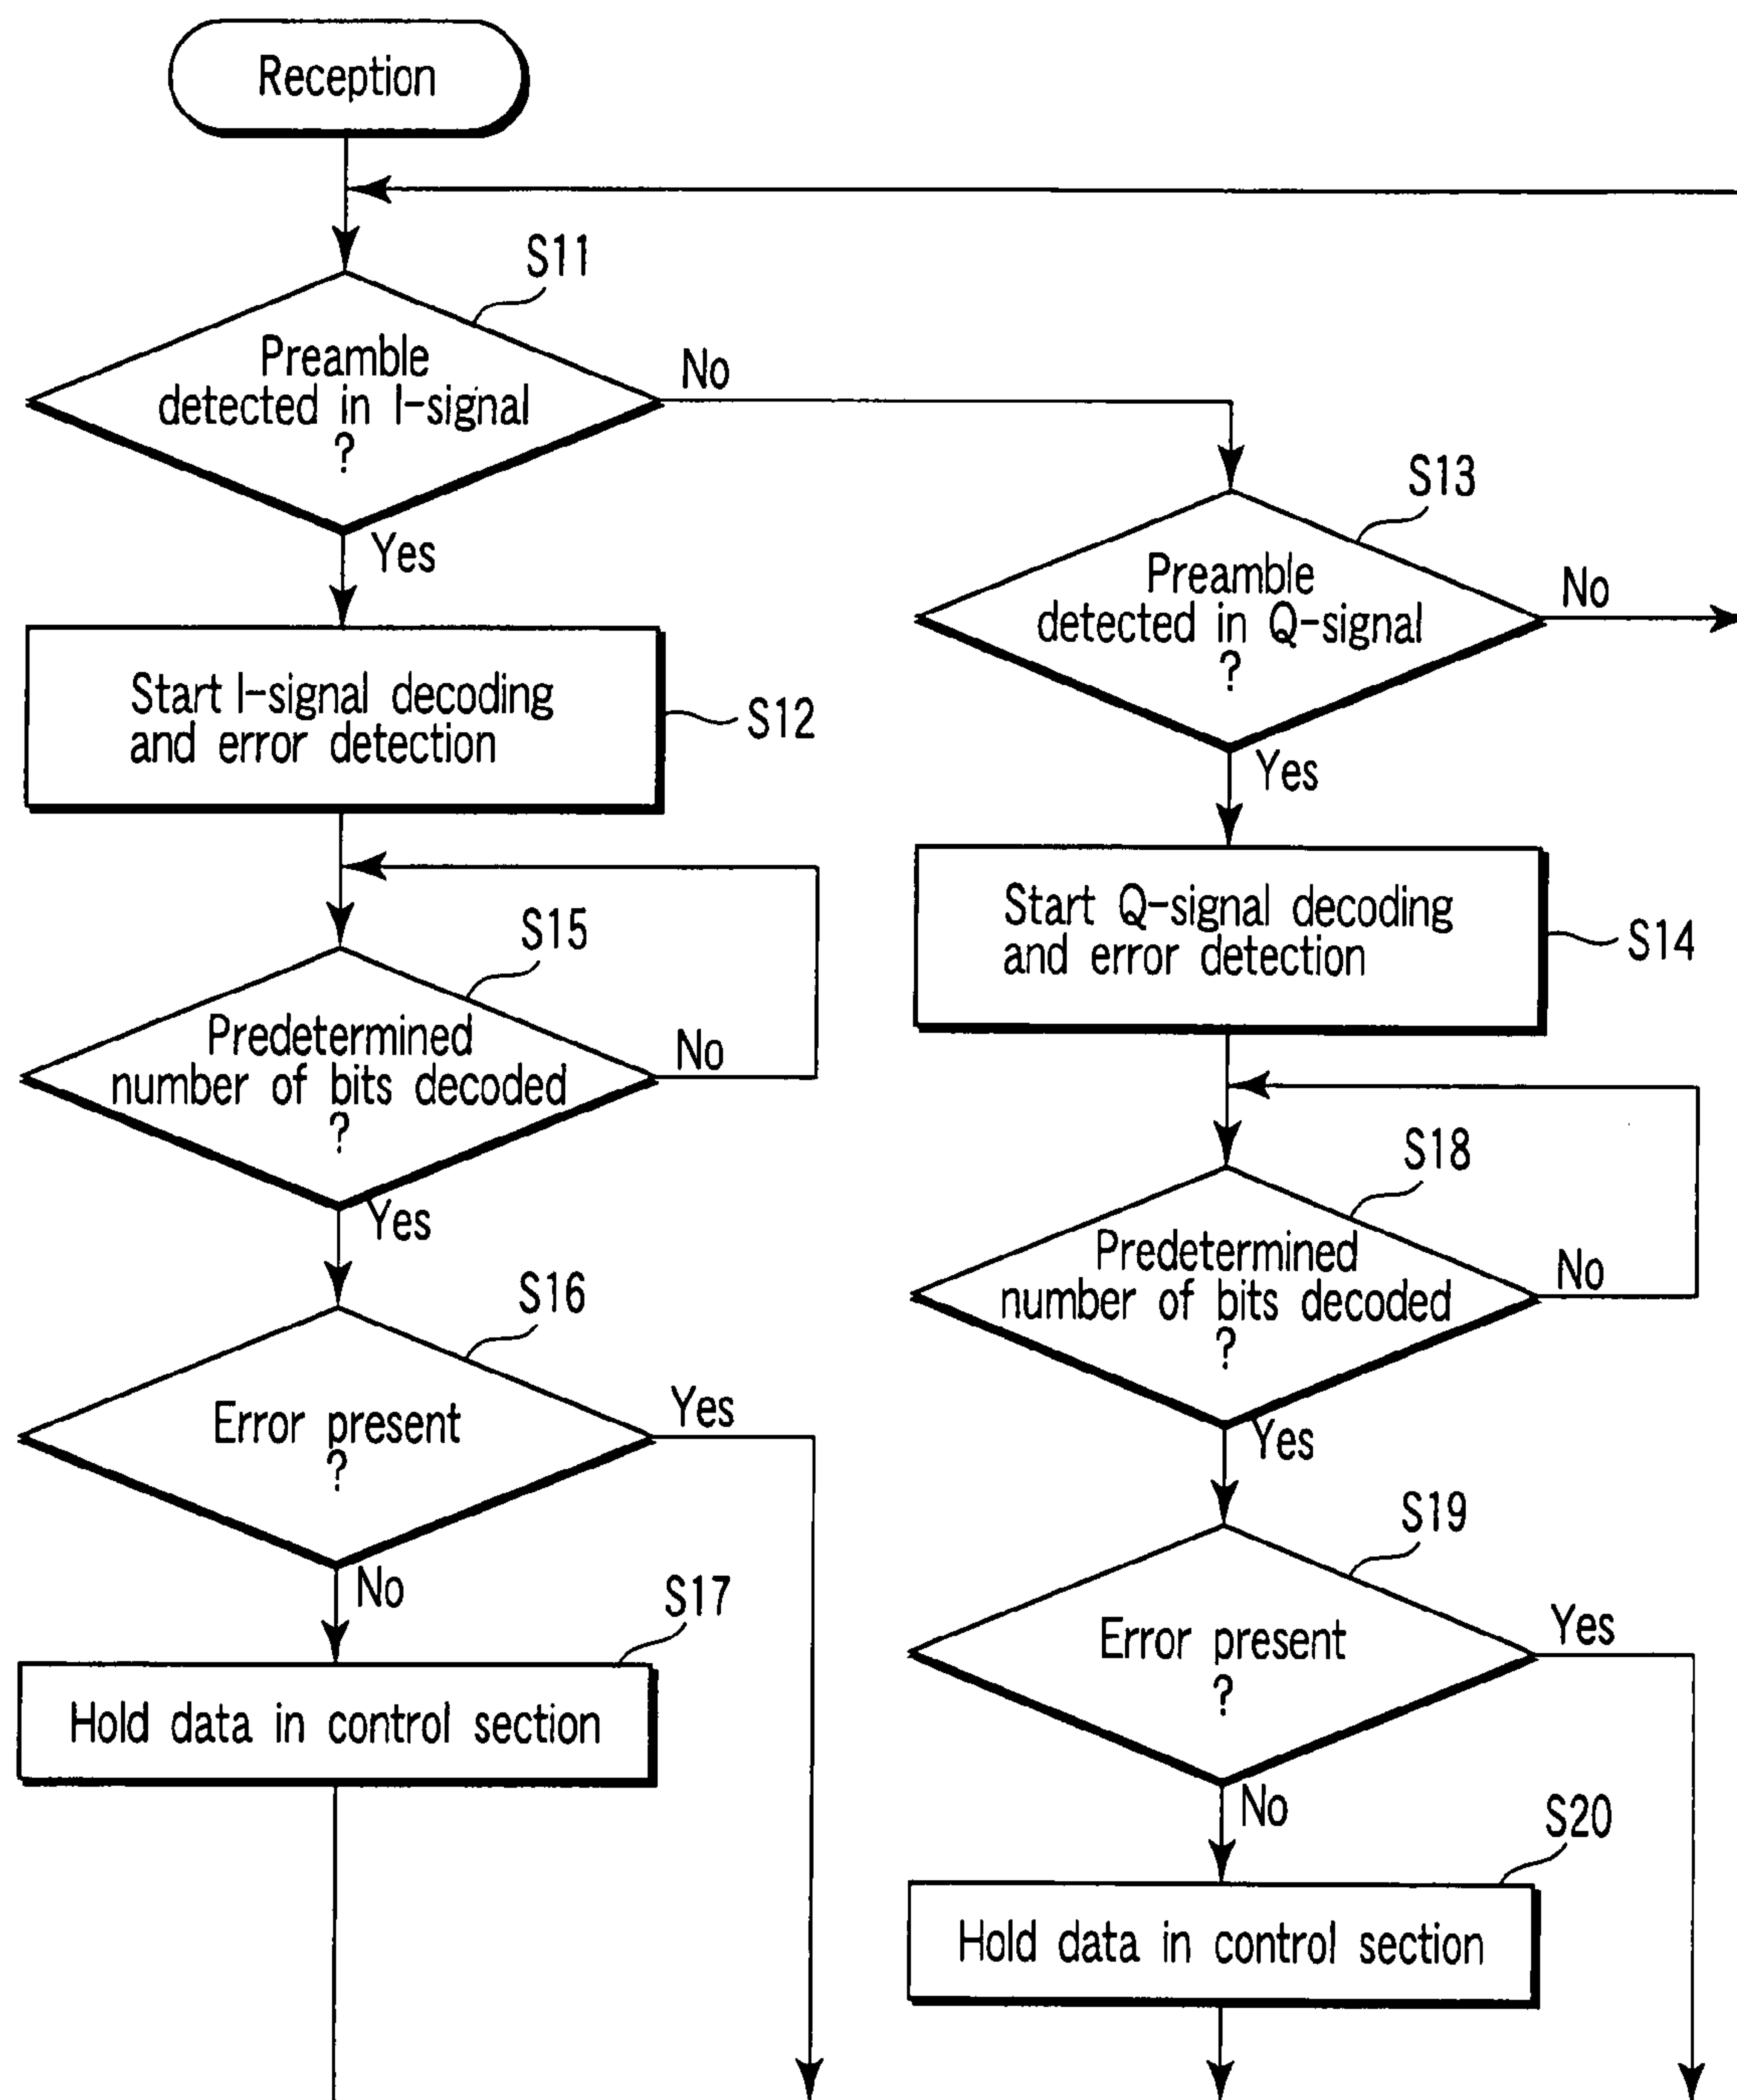 Reception
S11
Preamble
detected in I-signal
?
No
Yes
S13
Preamble
detected in Q-signal
?
No
Yes
Start I-signal decoding
and error detection
S12
Start Q-signal decoding
and error detection
S14
S15
Predetermined
number of bits decoded
?
No
Yes
S18
Predetermined
number of bits decoded
?
No
Yes
S16
Error present
?
Yes
No
S19
Error present
?
Yes
No
S17
Hold data in control section
S20
Hold data in control section